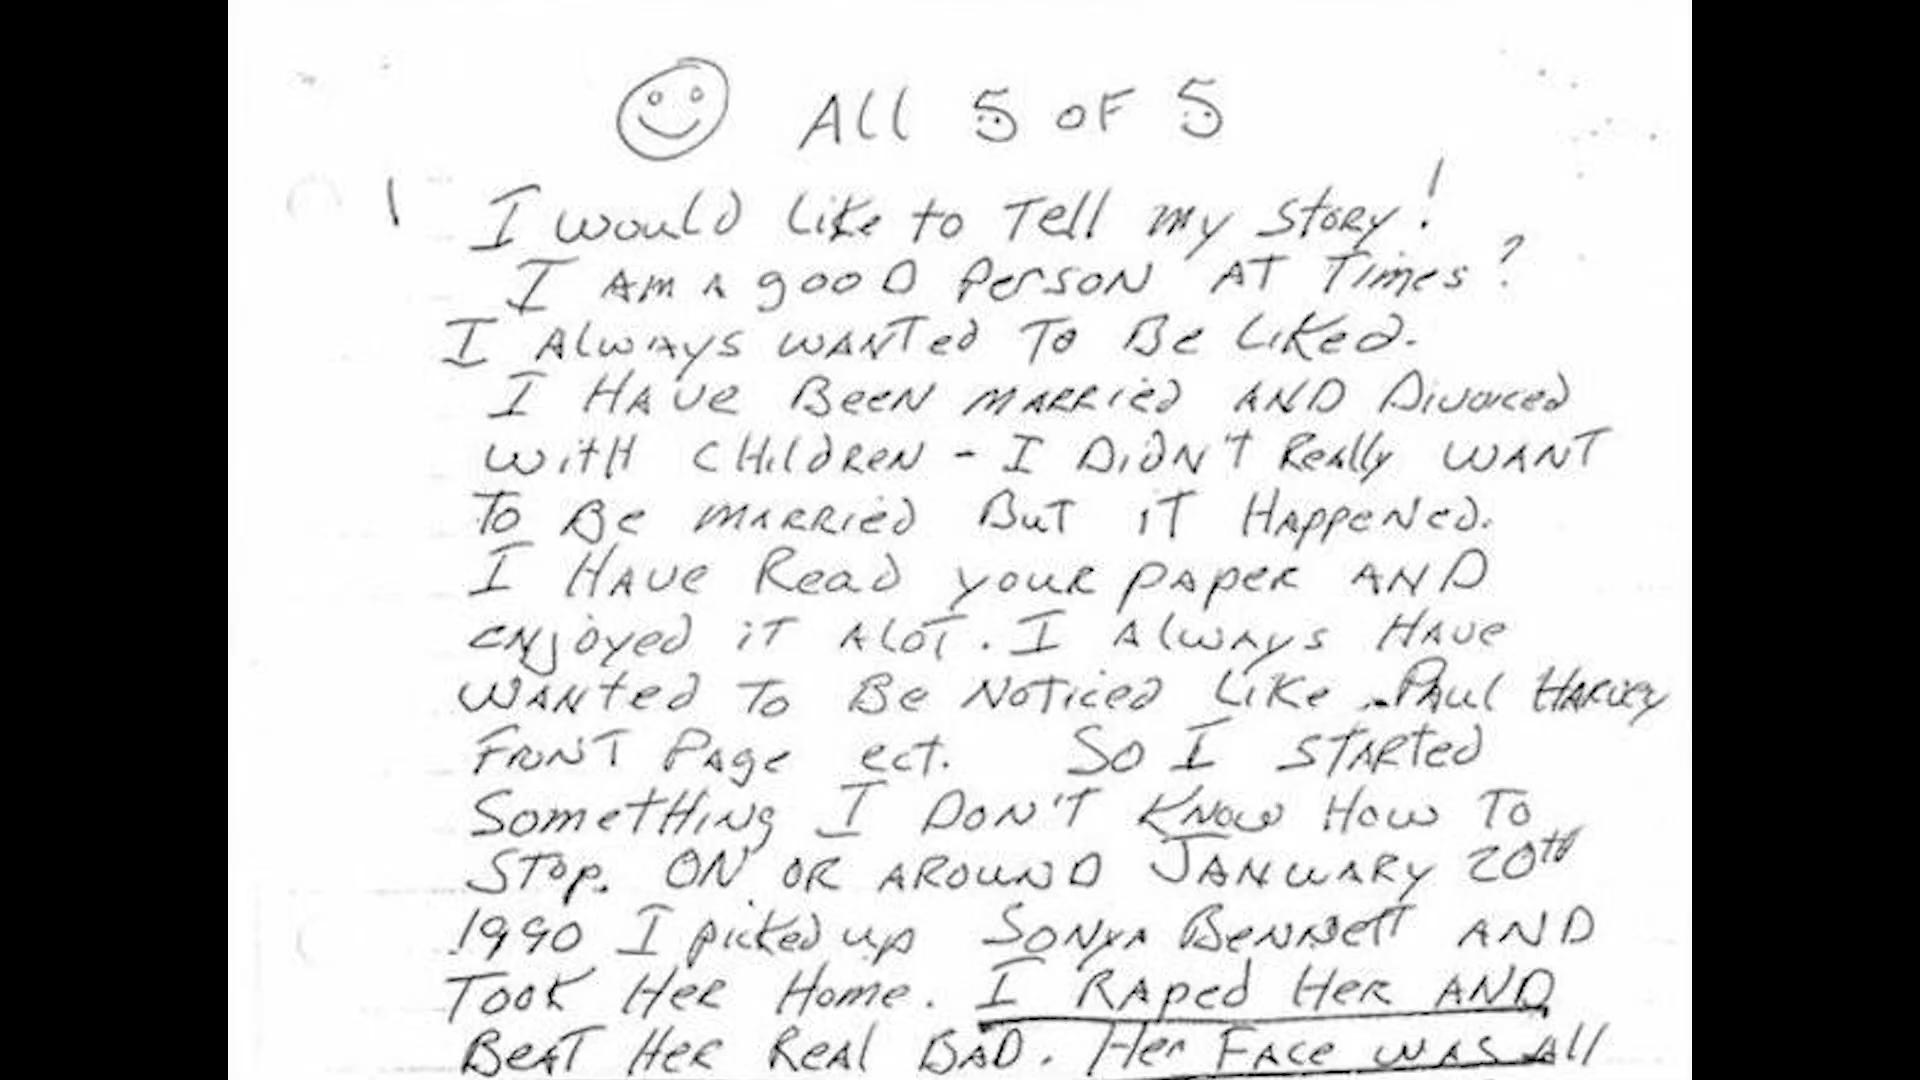 All 5 OF 5
1 I would like to Tell my Story!
I Am A good Person AT Times?
I Always wanted To Be Liked.
I HAVE Been MARRied AND Divorced
with CHildREN - I Didn't Really WANT
To Be MARRied But iT Happened.
I HAVE Read your PAPER AND
enjoyed iT Alot. I Always HAVE
WANted To Be Noticed Like Paul Harvey
Front Page ect. So I STARTed
SomeTHing I DON'T Know How To
STop. ON OR AROUND JANUARY 20th
1990 I picked up Sonya Bennett AND
Took Her Home. I RAped Her AND
BeAT Her Real BAD. Her FACE WAS All